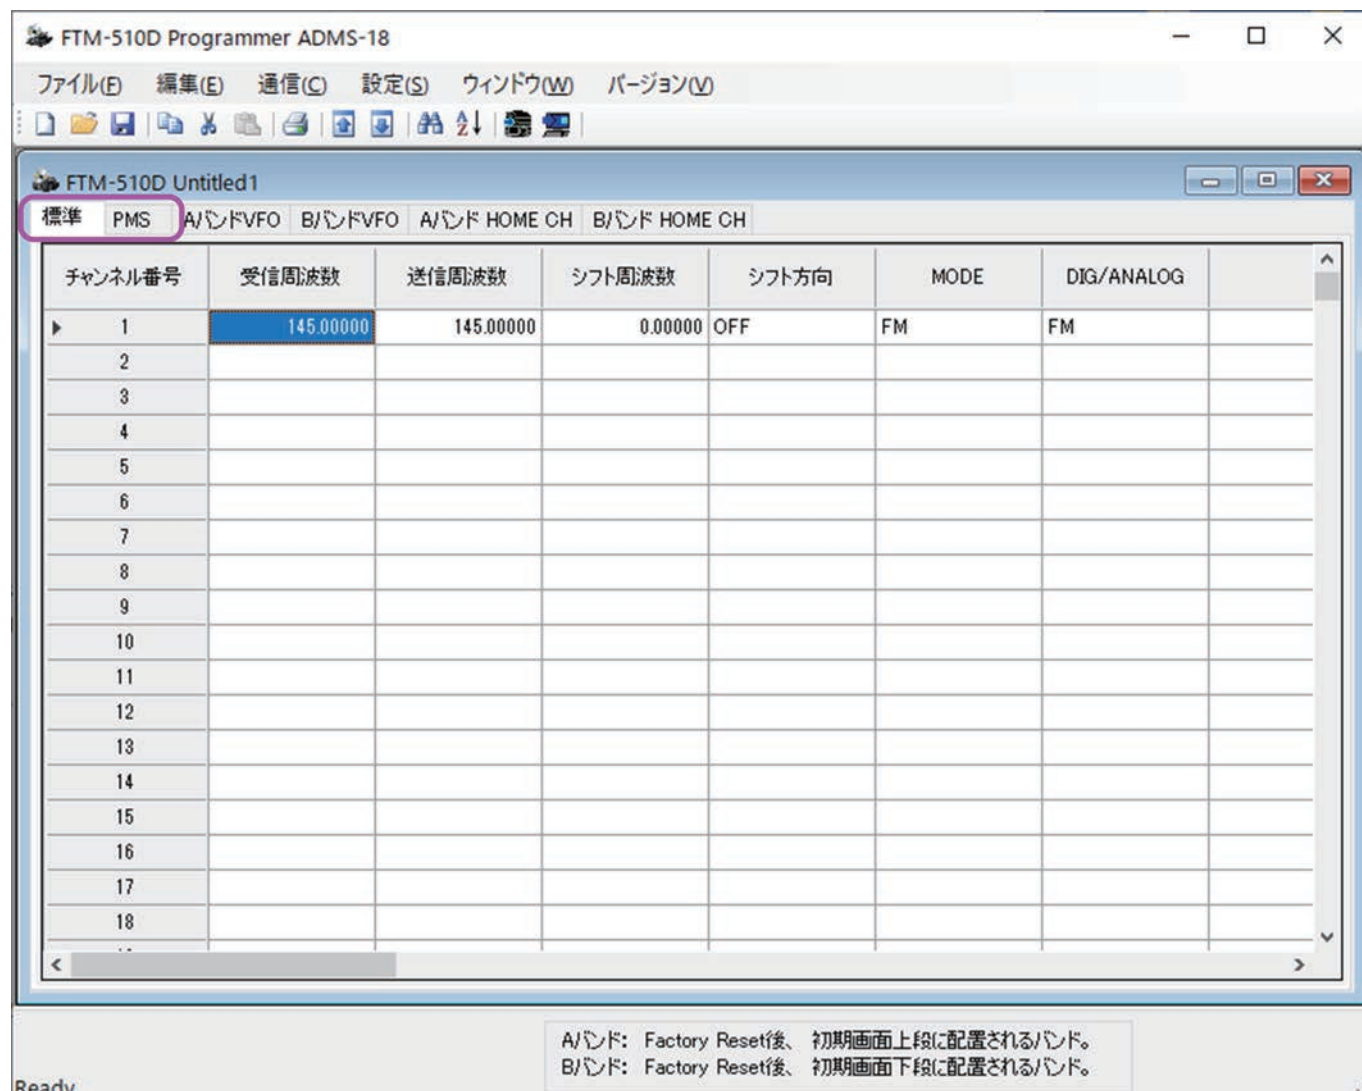 FTM-510D Programmer ADMS-18
ファイル(F) 編集(E) 通信(C) 設定(S) ウィンドウ(W) バージョン(V)
FTM-510D Untitled1
標準 PMS AバンドVFO BバンドVFO Aバンド HOME CH Bバンド HOME CH
チャンネル番号 受信周波数 送信周波数 シフト周波数 シフト方向 MODE DIG/ANALOG
1 145.00000 145.00000 0.00000 OFF FM FM
2
3
4
5
6
7
8
9
10
11
12
13
14
15
16
17
18
Aバンド: Factory Reset後、 初期画面上段に配置されるバンド。
Bバンド: Factory Reset後、 初期画面下段に配置されるバンド。
Ready